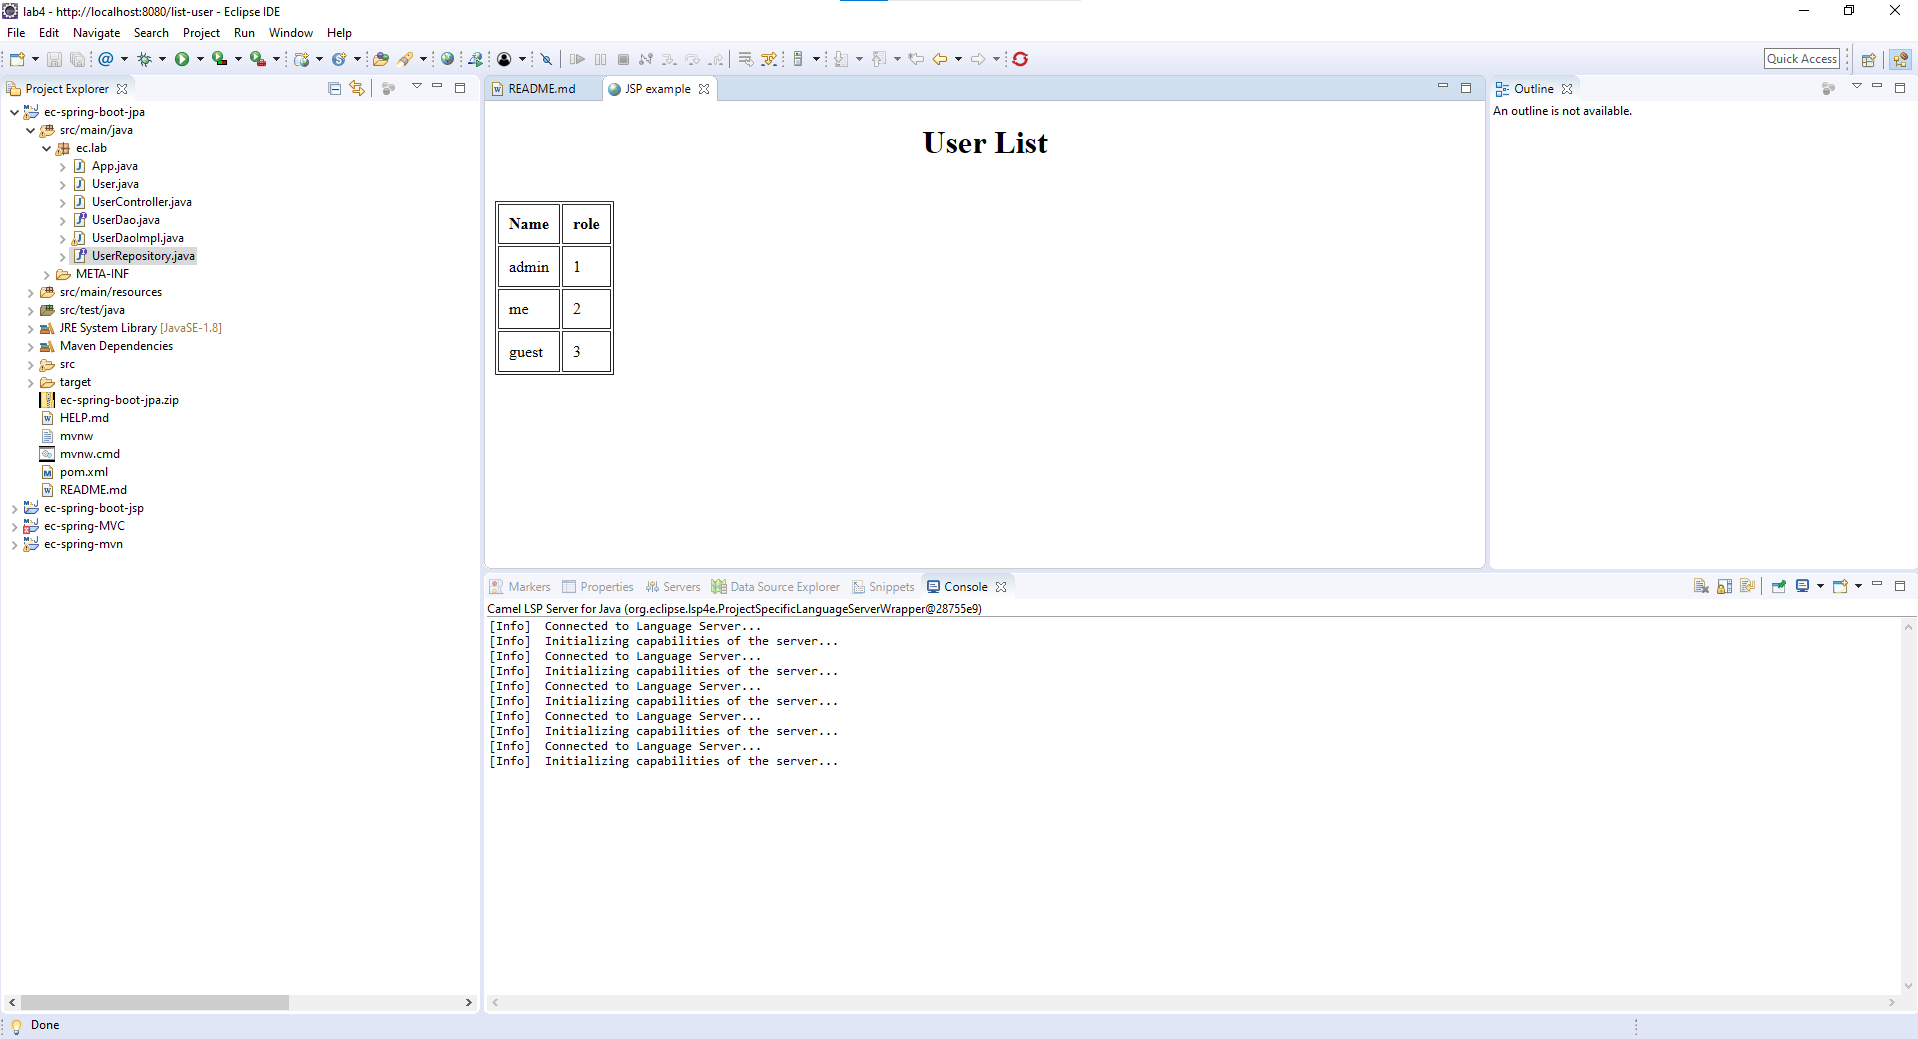 lab4 - http://localhost:8080/list-user - Eclipse IDE
File Edit Navigate Search Project Run Window Help
Quick Access
Project Explorer
ec-spring-boot-jpa
src/main/java
ec.lab
App.java
User.java
UserController.java
UserDao.java
UserDaoImpl.java
UserRepository.java
META-INF
src/main/resources
src/test/java
JRE System Library [JavaSE-1.8]
Maven Dependencies
src
target
ec-spring-boot-jpa.zip
HELP.md
mvnw
mvnw.cmd
pom.xml
README.md
ec-spring-boot-jsp
ec-spring-MVC
ec-spring-mvn
README.md JSP example
User List
Name role
admin 1
me 2
guest 3
Outline
An outline is not available.
Markers Properties Servers Data Source Explorer Snippets Console
Camel LSP Server for Java (org.eclipse.lsp4e.ProjectSpecificLanguageServerWrapper@28755e9)
[Info] Connected to Language Server...
[Info] Initializing capabilities of the server...
[Info] Connected to Language Server...
[Info] Initializing capabilities of the server...
[Info] Connected to Language Server...
[Info] Initializing capabilities of the server...
[Info] Connected to Language Server...
[Info] Initializing capabilities of the server...
[Info] Connected to Language Server...
[Info] Initializing capabilities of the server...
Done